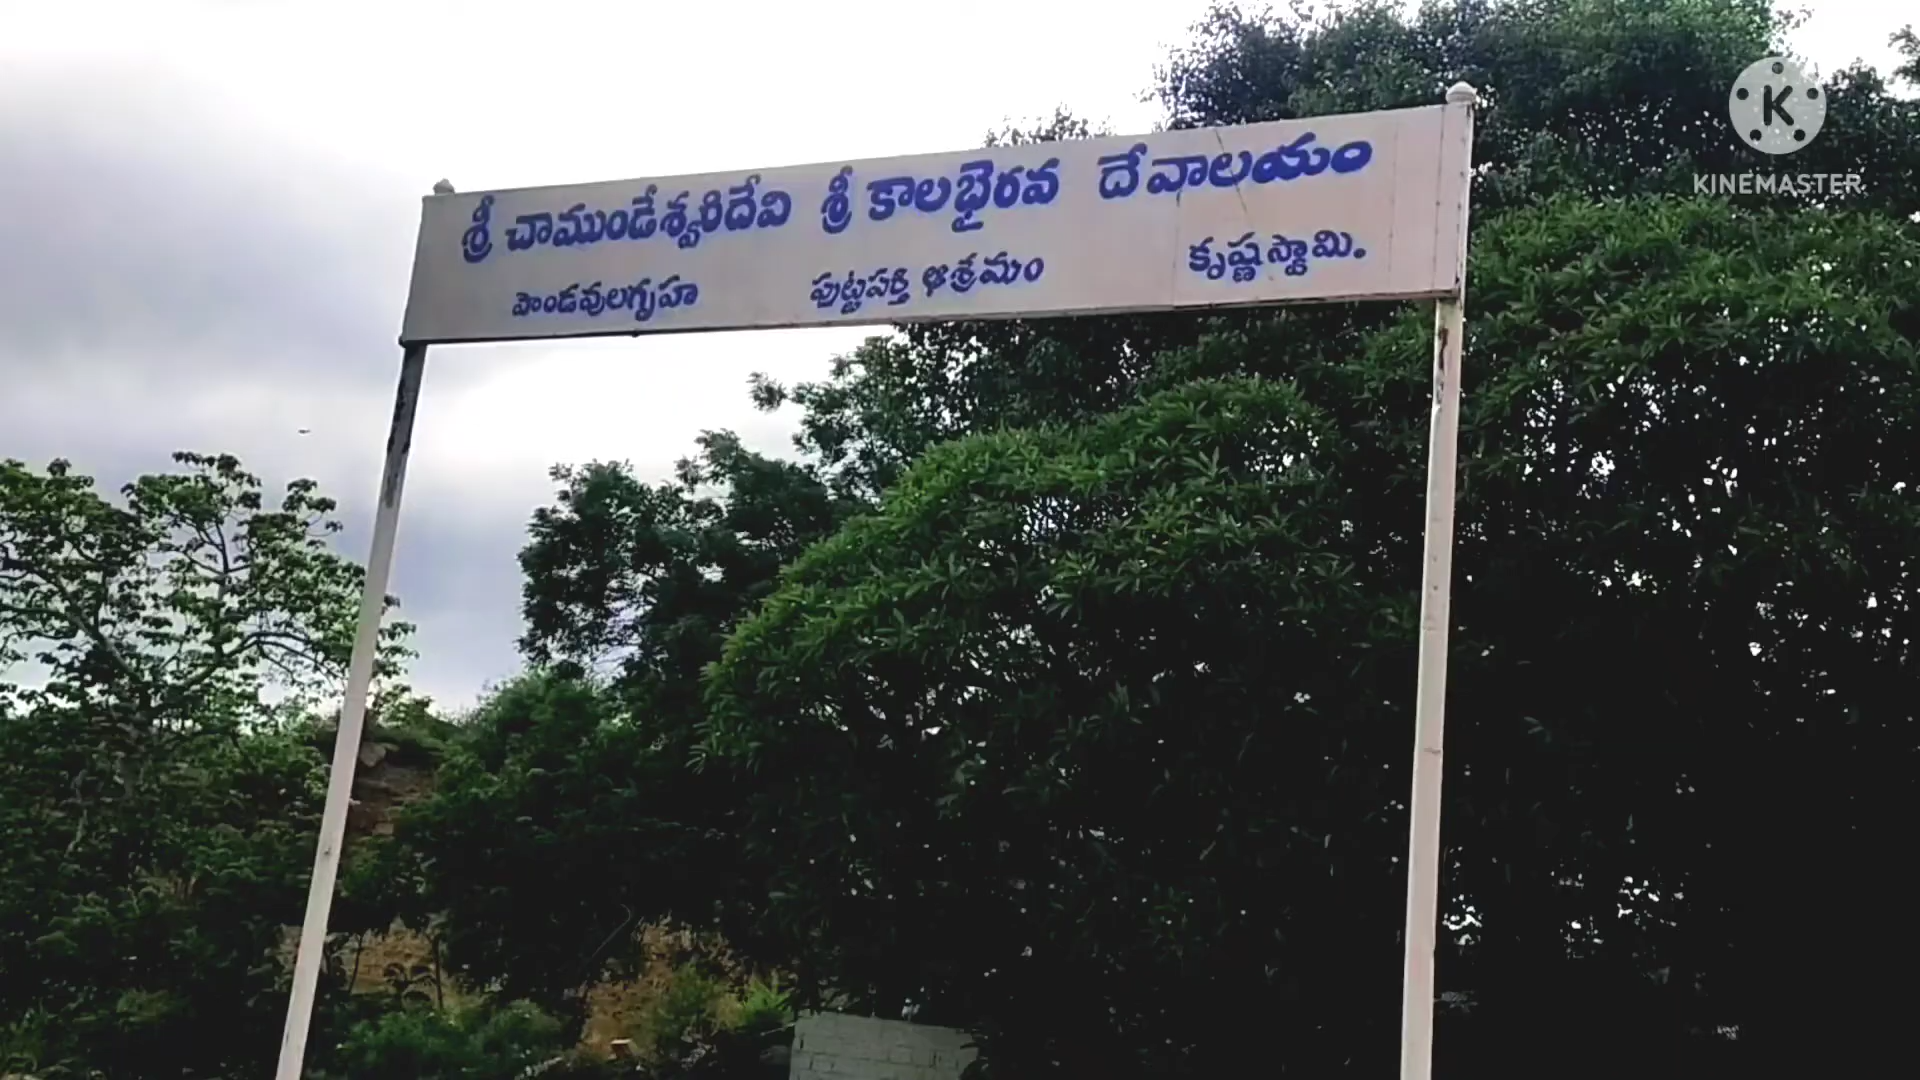 శ్రీ చాముండేశ్వరిదేవి శ్రీ కాలభైరవ దేవాలయం
పాండవులగృహ పుట్టపర్తి ఆశ్రమం కృష్ణస్వామి.
K
KINEMASTER